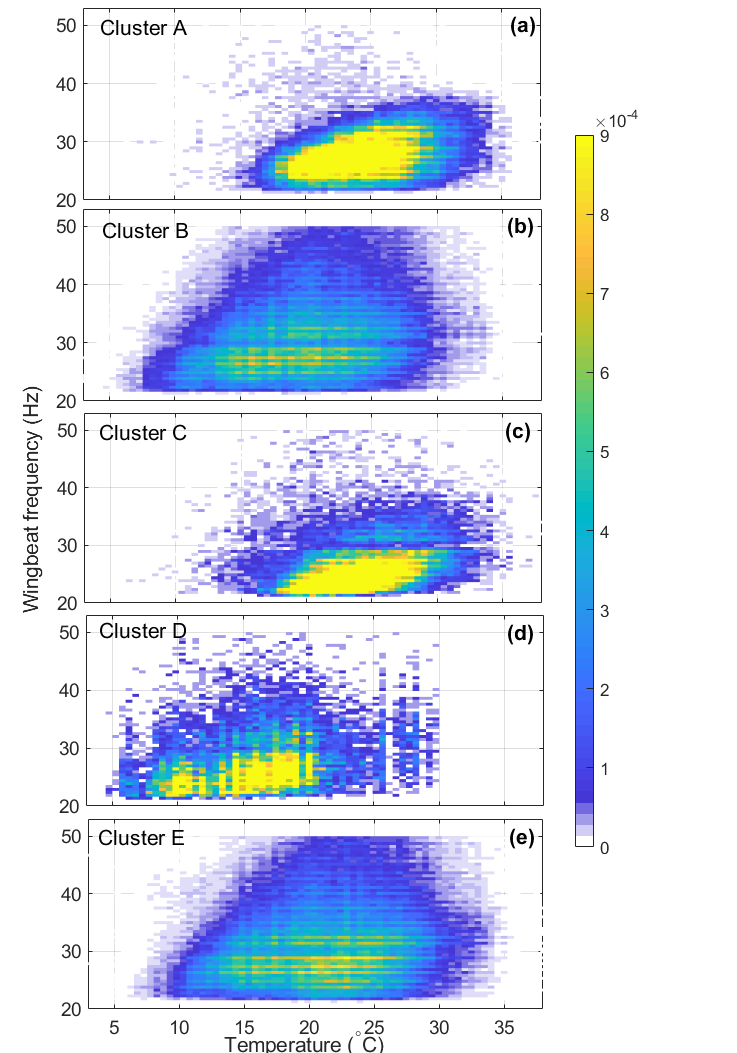 Cluster A
(a)
50
40
30
20
Cluster B
(b)
50
40
30
20
Cluster C
(c)
50
40
30
20
Cluster D
(d)
50
40
30
20
Cluster E
(e)
50
40
30
20
5 10 15 20 25 30 35
Temperature (°C)
Wingbeat frequency (Hz)
×10⁻⁴
9
8
7
6
5
4
3
2
1
0